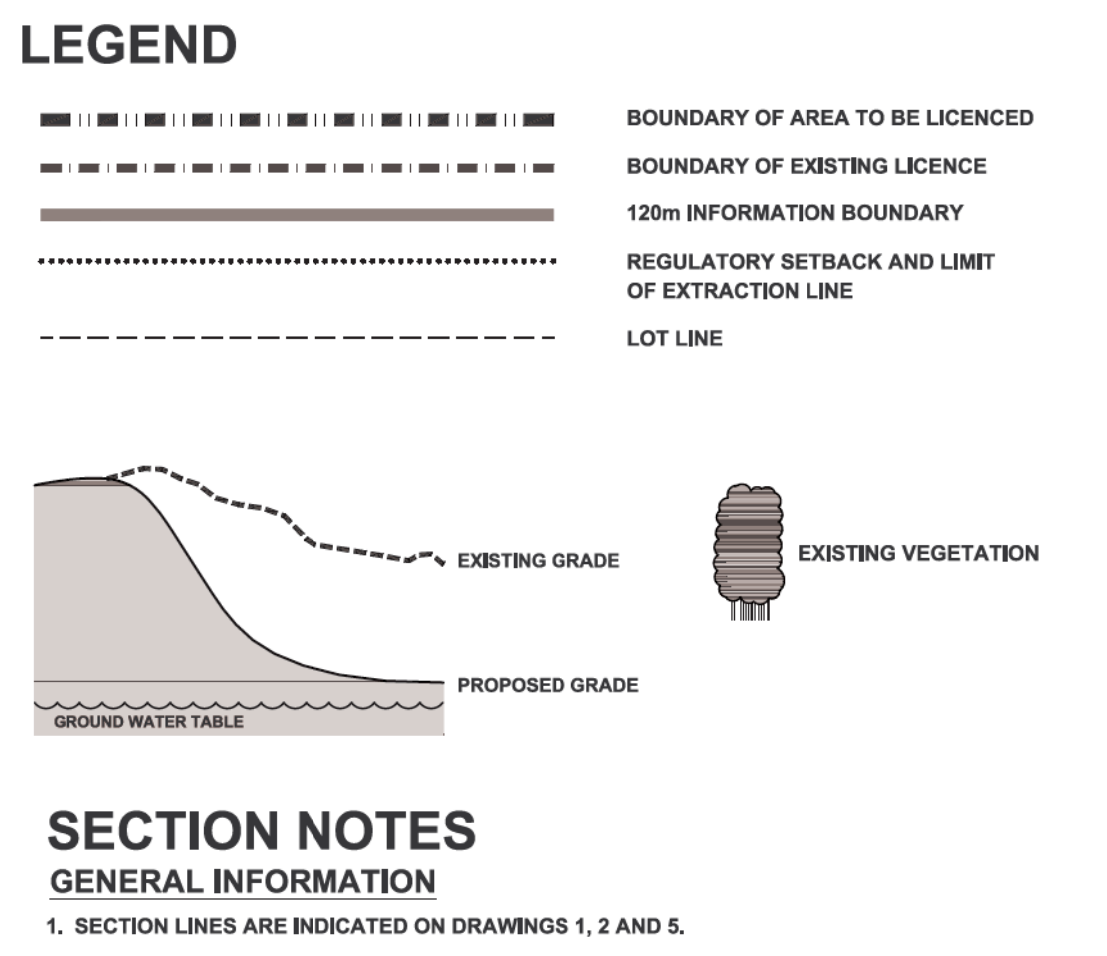 LEGEND
BOUNDARY OF AREA TO BE LICENCED
BOUNDARY OF EXISTING LICENCE
120m INFORMATION BOUNDARY
REGULATORY SETBACK AND LIMIT
OF EXTRACTION LINE
LOT LINE
EXISTING GRADE
EXISTING VEGETATION
PROPOSED GRADE
GROUND WATER TABLE
SECTION NOTES
GENERAL INFORMATION
1. SECTION LINES ARE INDICATED ON DRAWINGS 1, 2 AND 5.